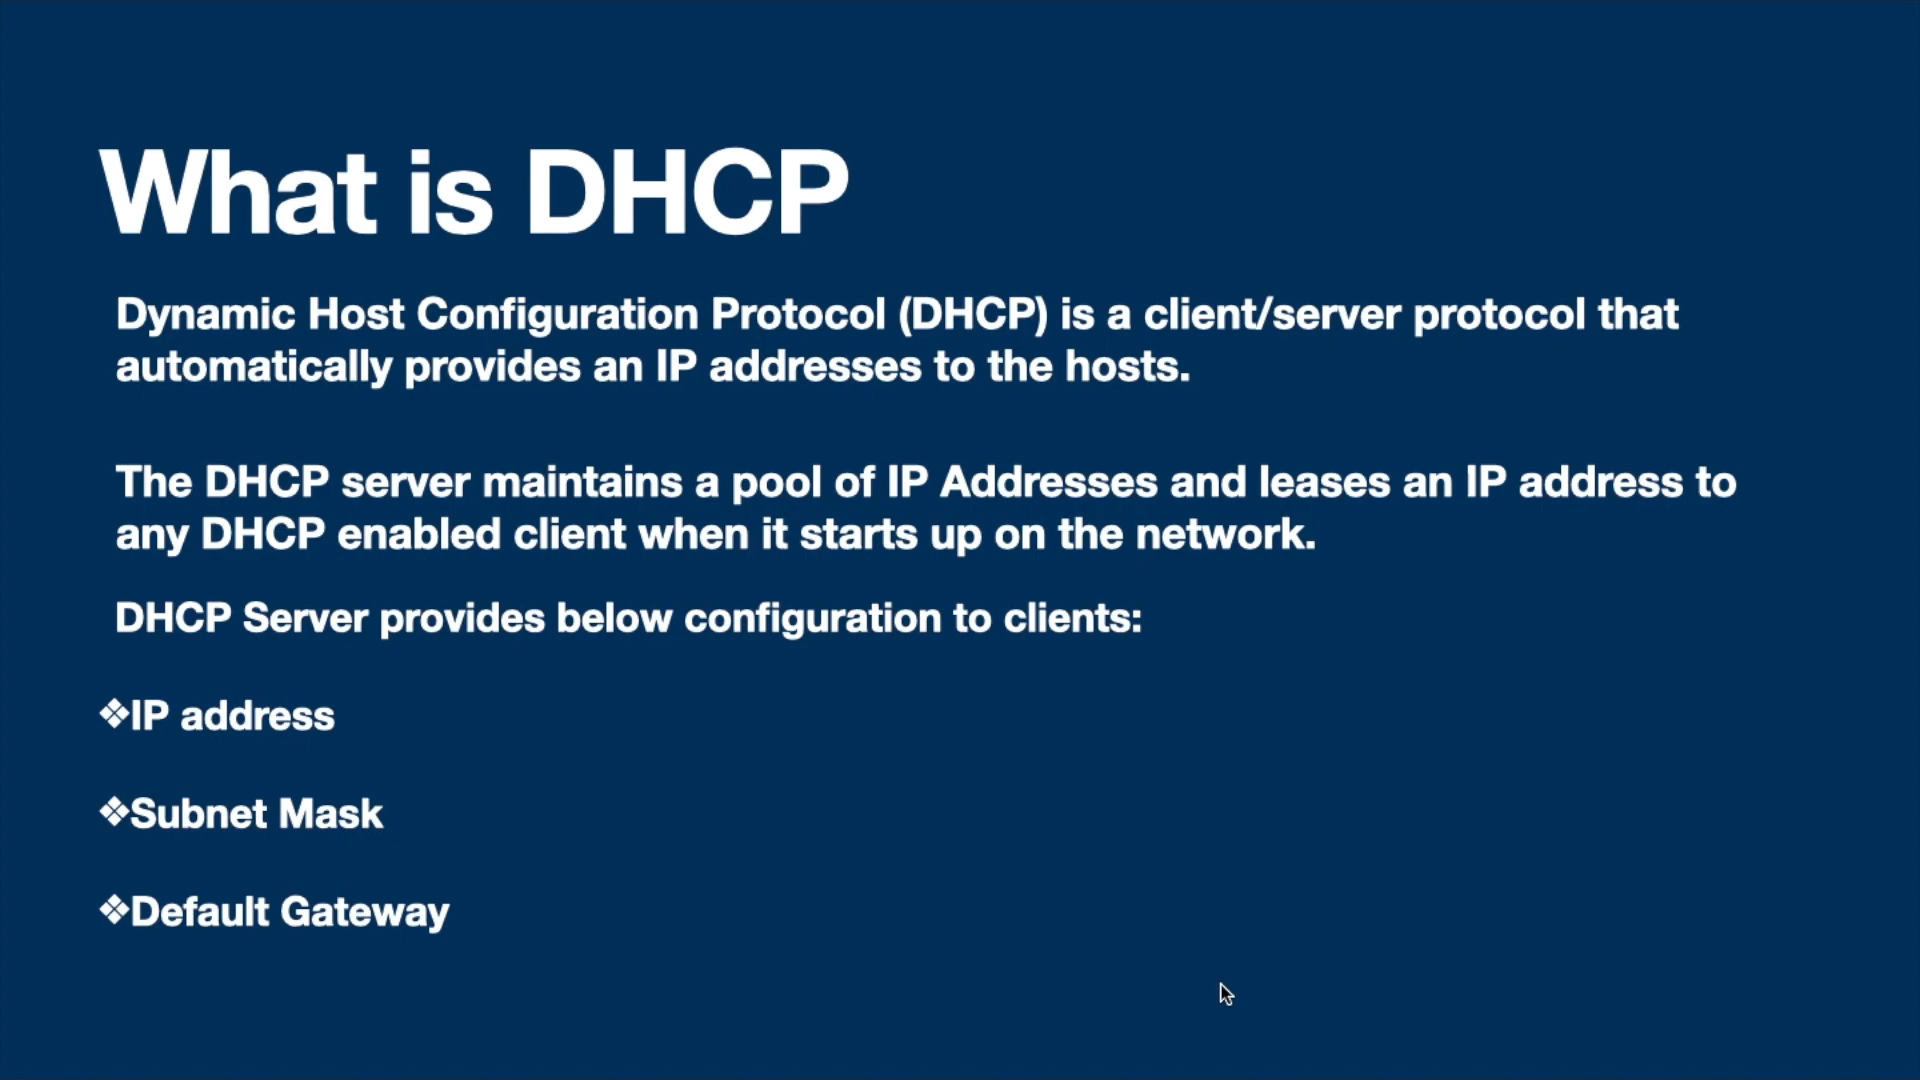 What is DHCP
Dynamic Host Configuration Protocol (DHCP) is a client/server protocol that
automatically provides an IP addresses to the hosts.
The DHCP server maintains a pool of IP Addresses and leases an IP address to
any DHCP enabled client when it starts up on the network.
DHCP Server provides below configuration to clients:
❖IP address
❖Subnet Mask
❖Default Gateway